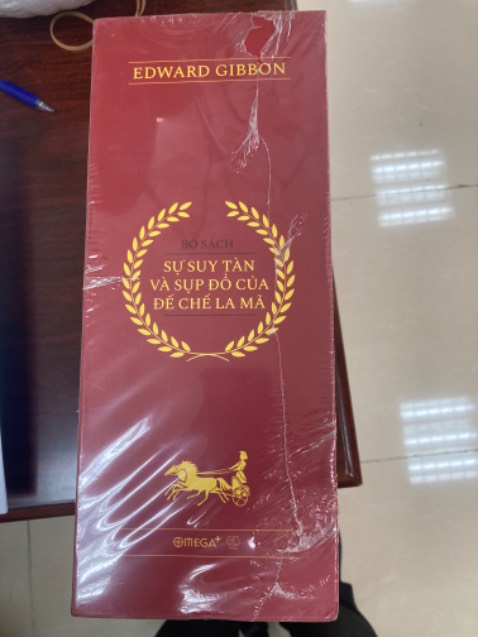 EDWARD GIBBON
BỘ SÁCH
SỰ SUY TÀN
VÀ SỤP ĐỔ CỦA
ĐẾ CHẾ LA MÃ
OMEGA+